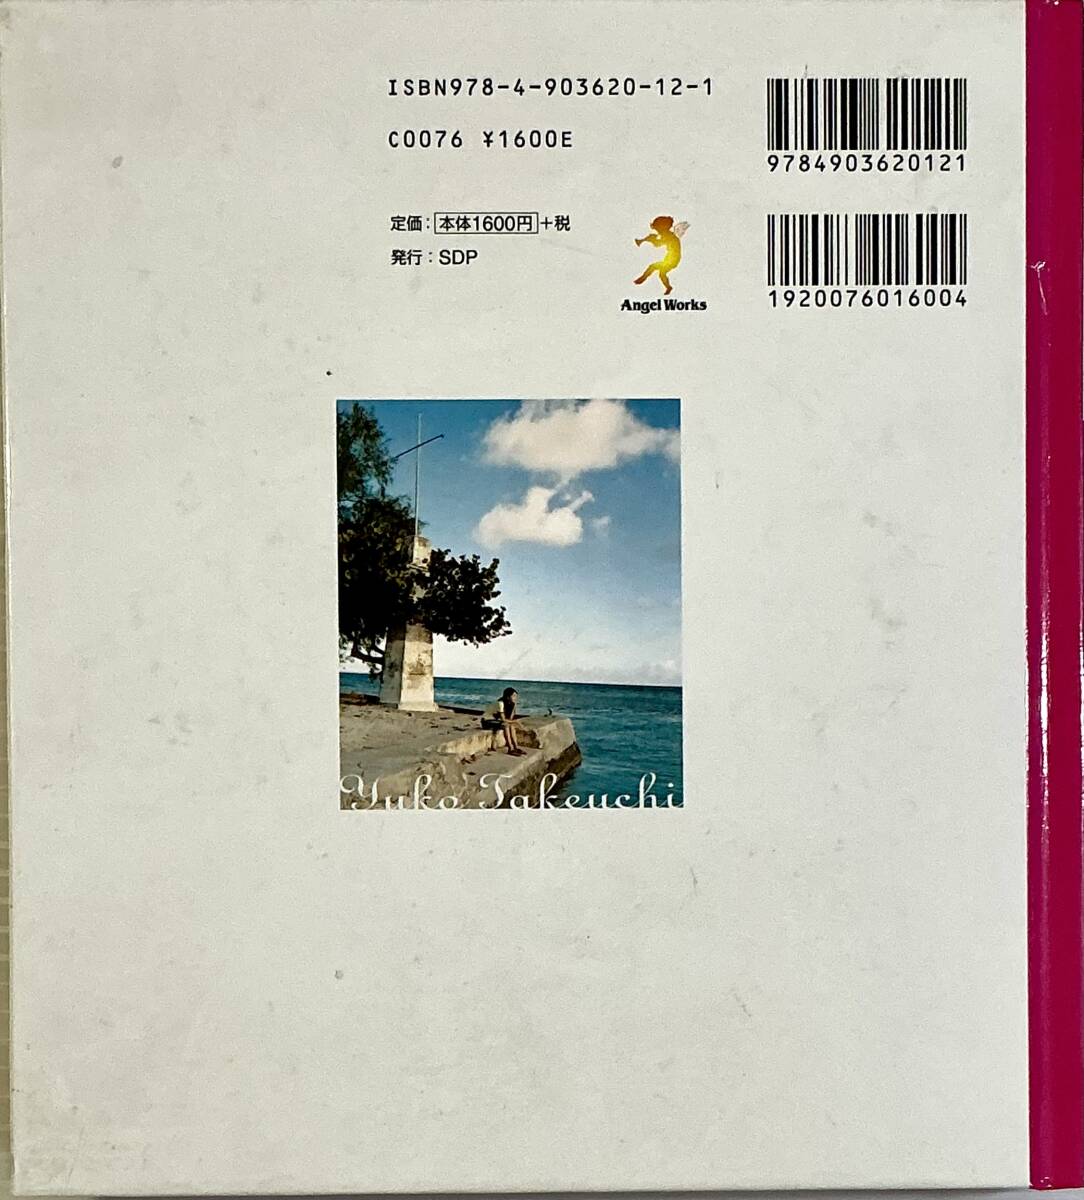 ISBN978-4-903620-12-1
C0076 ¥1600E
9784903620121
定価：本体1600円+税
発行：SDP
Angel Works
1920076016004
Yuko Takeuchi